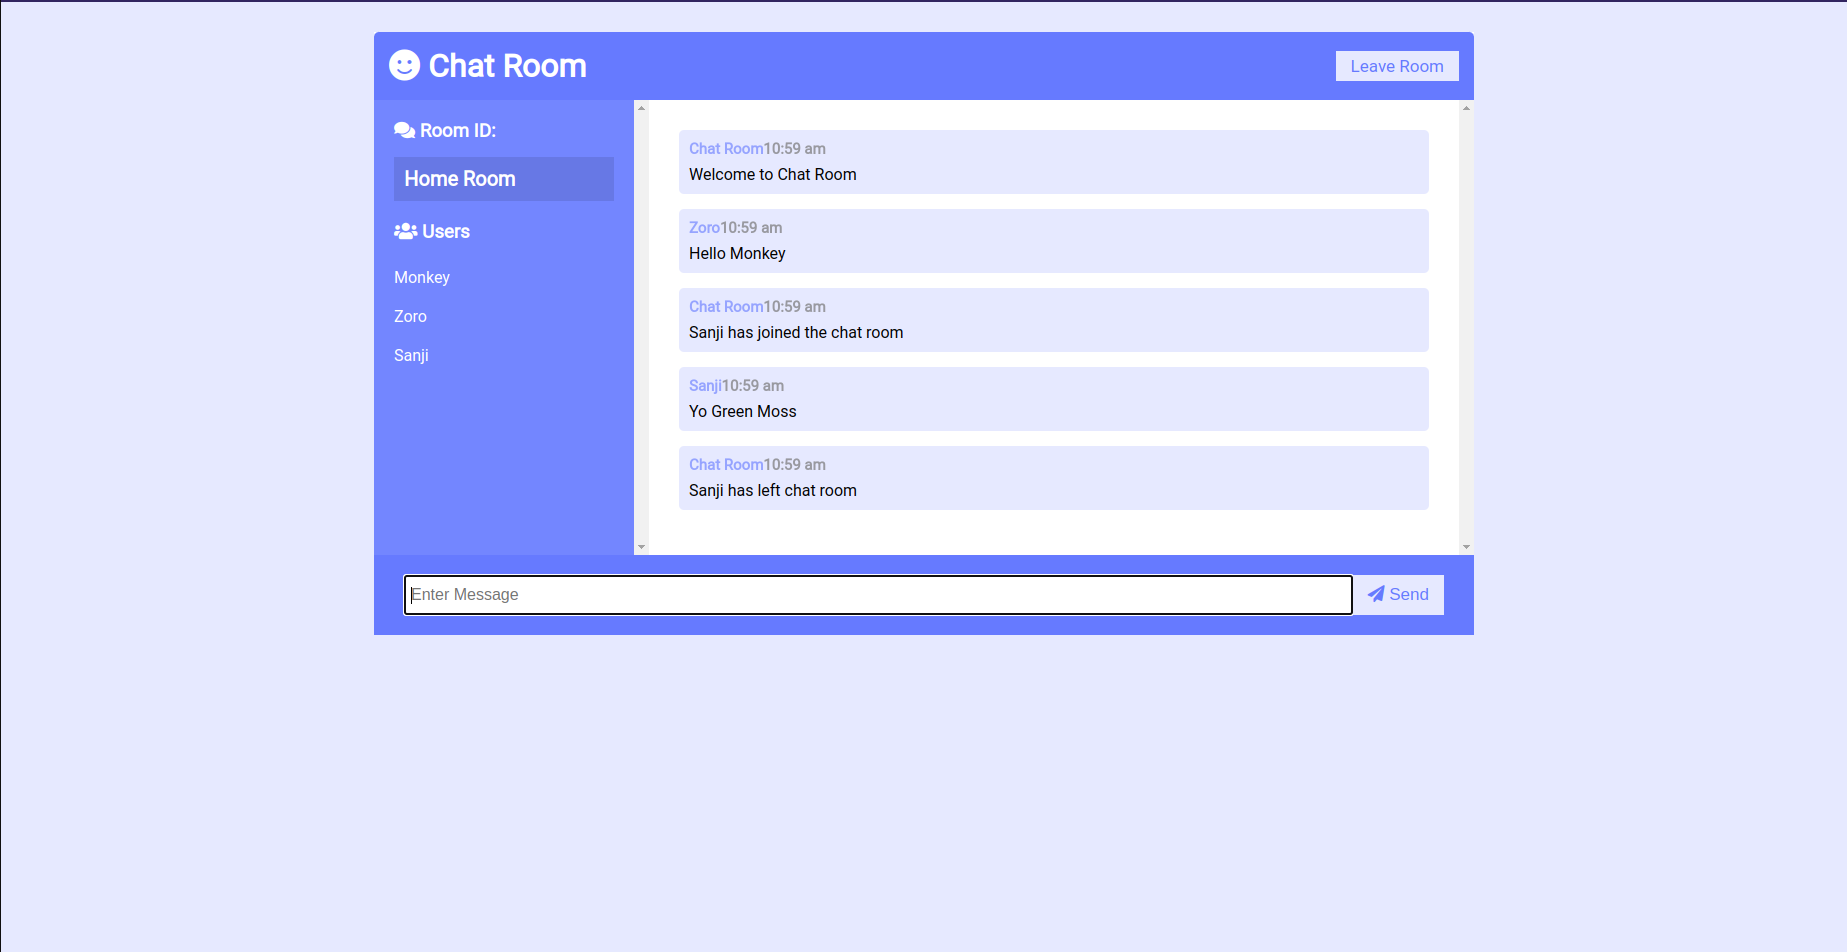 Chat Room
Leave Room
Room ID:
Home Room
Users
Monkey
Zoro
Sanji
Chat Room10:59 am
Welcome to Chat Room
Zoro10:59 am
Hello Monkey
Chat Room10:59 am
Sanji has joined the chat room
Sanji10:59 am
Yo Green Moss
Chat Room10:59 am
Sanji has left chat room
Enter Message
Send